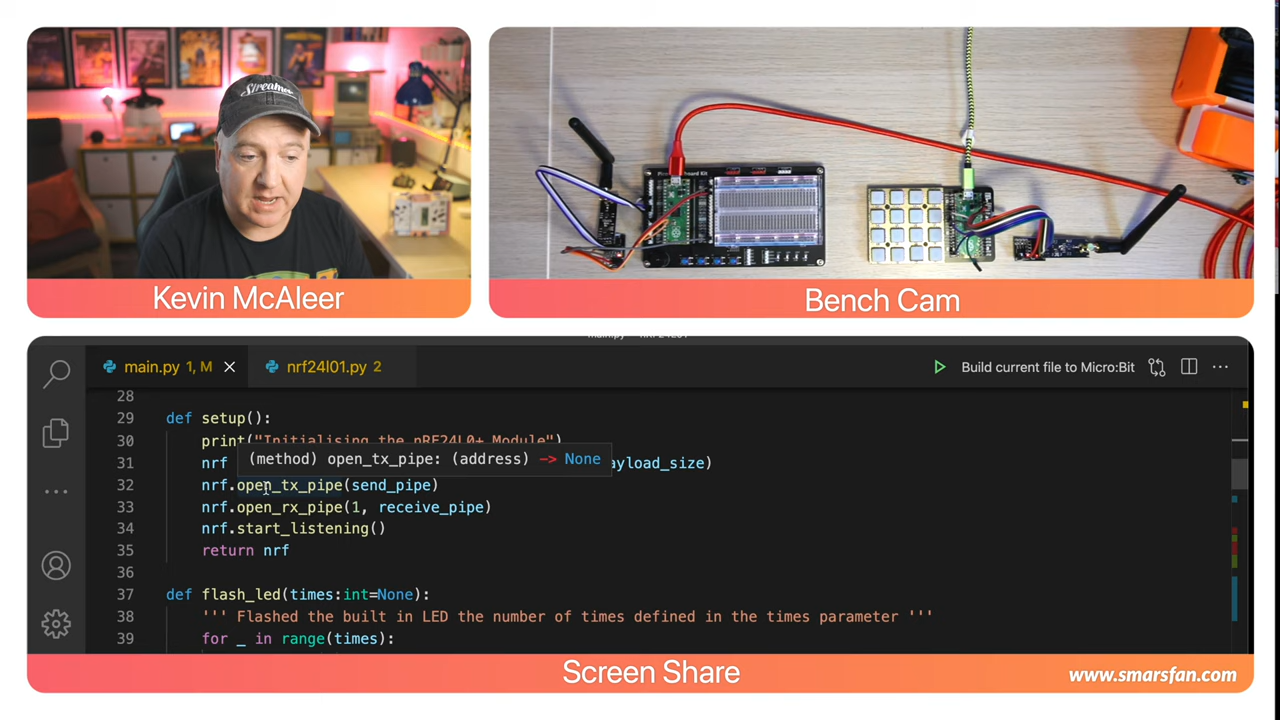 Streamer
Kevin McAleer
Bench Cam
main.py 1, M
nrf24l01.py 2
Build current file to Micro:Bit
28
29 def setup():
30 print("Initialising the nRF24L0+ Module")
(method) open_tx_pipe: (address) -> None
31 nrf ayload_size)
32 nrf.open_tx_pipe(send_pipe)
33 nrf.open_rx_pipe(1, receive_pipe)
34 nrf.start_listening()
35 return nrf
36
37 def flash_led(times:int=None):
38 ''' Flashed the built in LED the number of times defined in the times parameter '''
39 for _ in range(times):
Screen Share
www.smarsfan.com